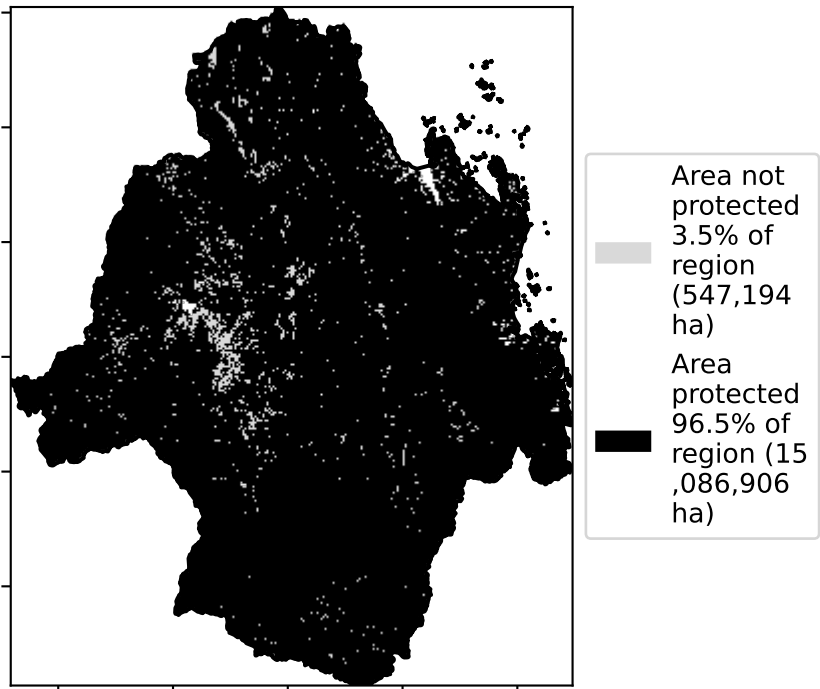 Area not
protected
3.5% of
region
(547,194
ha)
Area
protected
96.5% of
region (15
,086,906
ha)